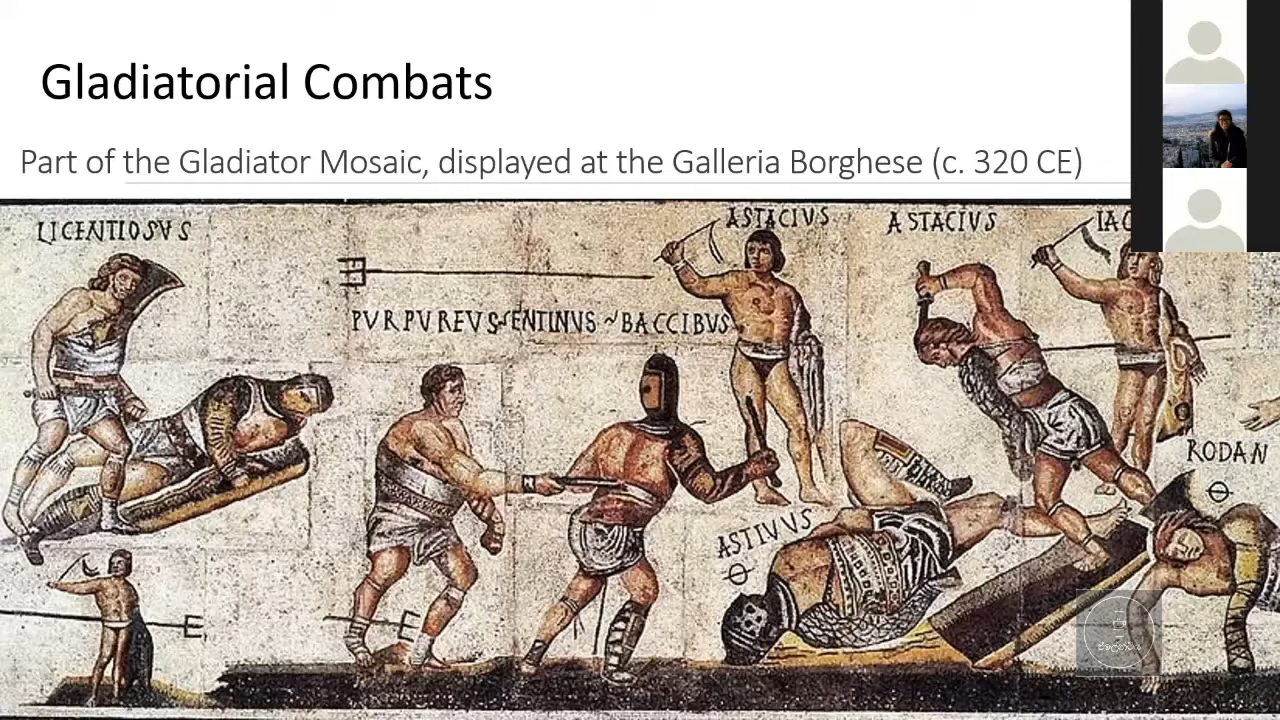 Gladiatorial Combats
Part of the Gladiator Mosaic, displayed at the Galleria Borghese (c. 320 CE)
LICENTIOSVS
ASTACIVS
ASTACIVS
IAC
PVRPVREVS ENTINVS ~ BACCIBVS
RODAN
ASTIVVS